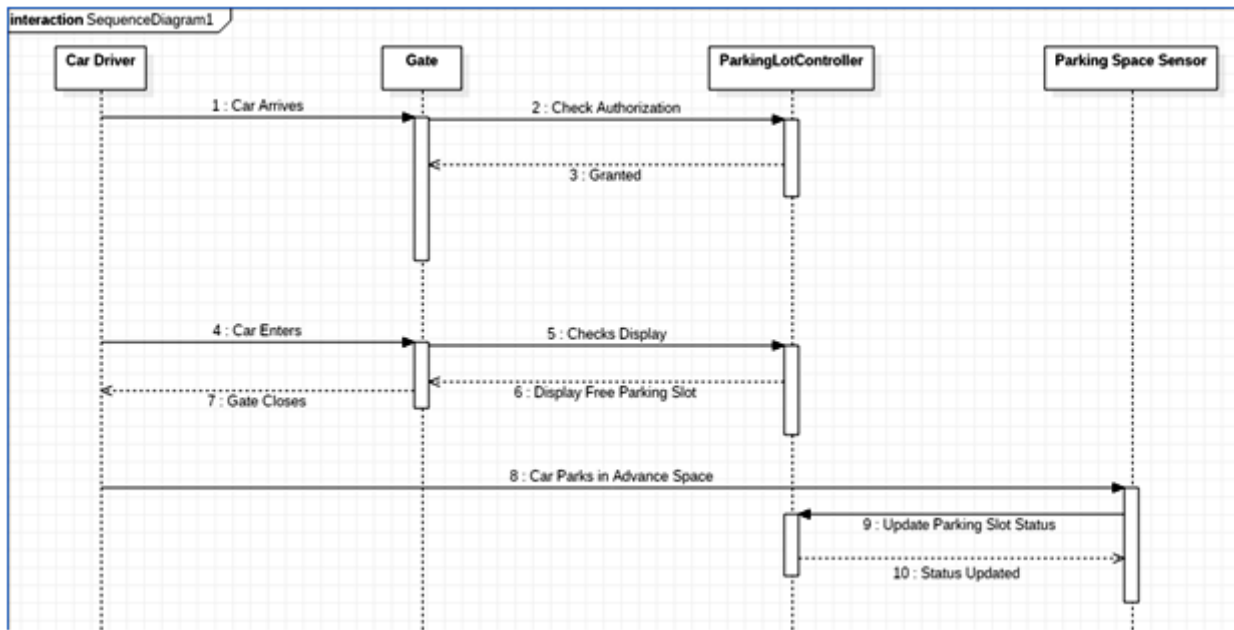 interaction SequenceDiagram1
Car Driver
Gate
ParkingLotController
Parking Space Sensor
1 : Car Arrives
2 : Check Authorization
3 : Granted
4 : Car Enters
5 : Checks Display
6 : Display Free Parking Slot
7 : Gate Closes
8 : Car Parks in Advance Space
9 : Update Parking Slot Status
10 : Status Updated